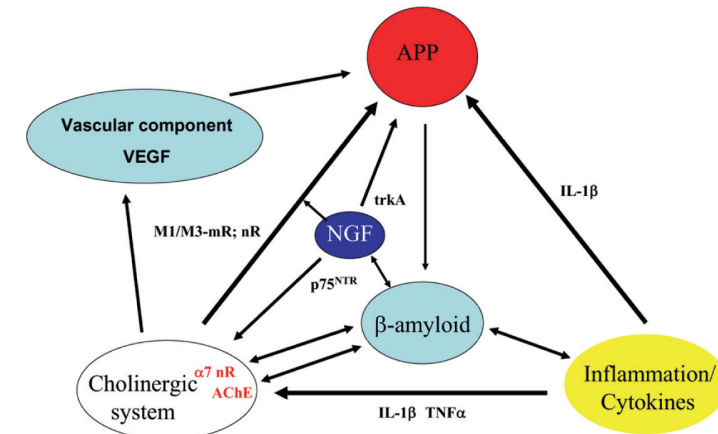 APP
Vascular component
VEGF
IL-1β
trkA
M1/M3-mR; nR
NGF
p75NTR
β-amyloid
α7 nR
Cholinergic
AChE
system
Inflammation/
Cytokines
IL-1β TNFα